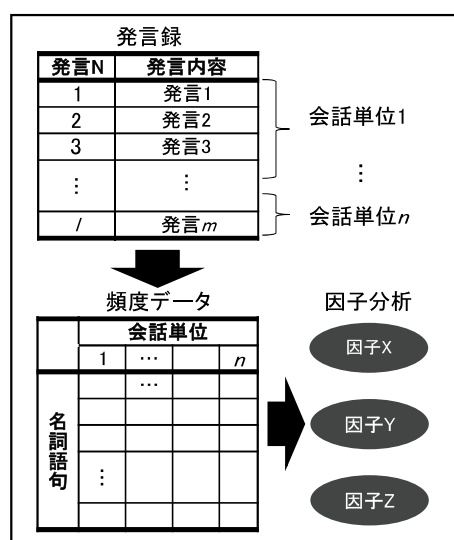 発言録
発言N 発言内容
1 発言1
2 発言2
3 発言3
⋮ ⋮
/ 発言m
会話単位1
⋮
会話単位n
頻度データ
会話単位
1 … n
…
名詞語句
⋮
因子分析
因子X
因子Y
因子Z